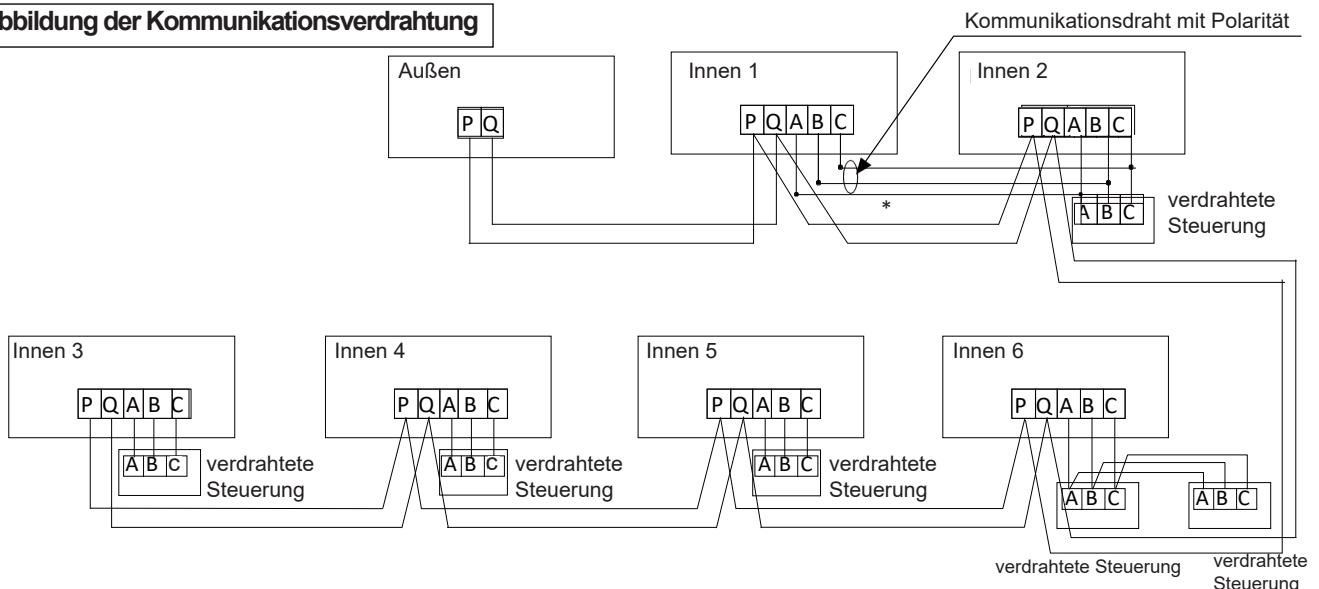 bbildung der Kommunikationsverdrahtung
Kommunikationsdraht mit Polarität
Außen
Innen 1
Innen 2
P Q
P Q A B C
P Q A B C
*
A B C
verdrahtete
Steuerung
Innen 3
Innen 4
Innen 5
Innen 6
P Q A B C
P Q A B C
P Q A B C
P Q A B C
A B C
verdrahtete
Steuerung
A B C
verdrahtete
Steuerung
A B C
verdrahtete
Steuerung
A B C
A B C
verdrahtete Steuerung
verdrahtete
Steuerung